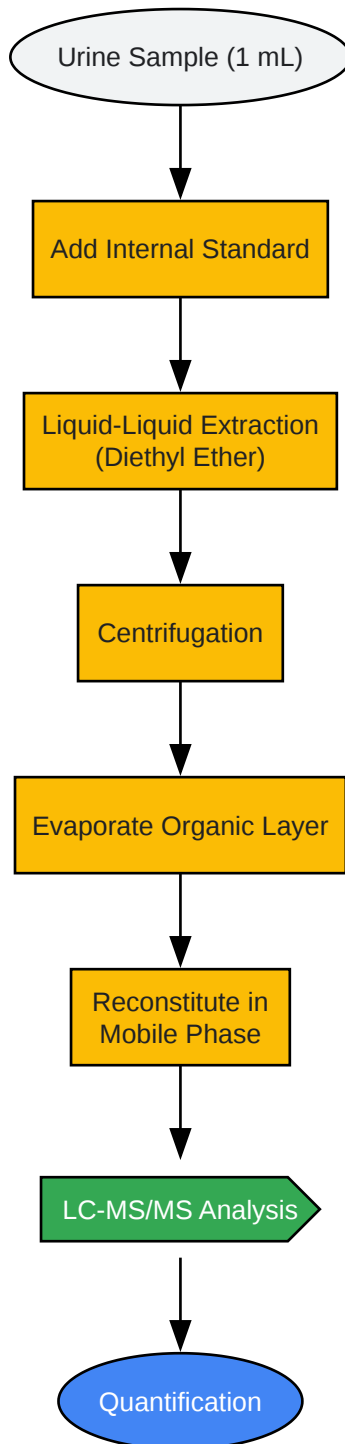 Urine Sample (1 mL)
Add Internal Standard
Liquid-Liquid Extraction
(Diethyl Ether)
Centrifugation
Evaporate Organic Layer
Reconstitute in
Mobile Phase
LC-MS/MS Analysis
Quantification